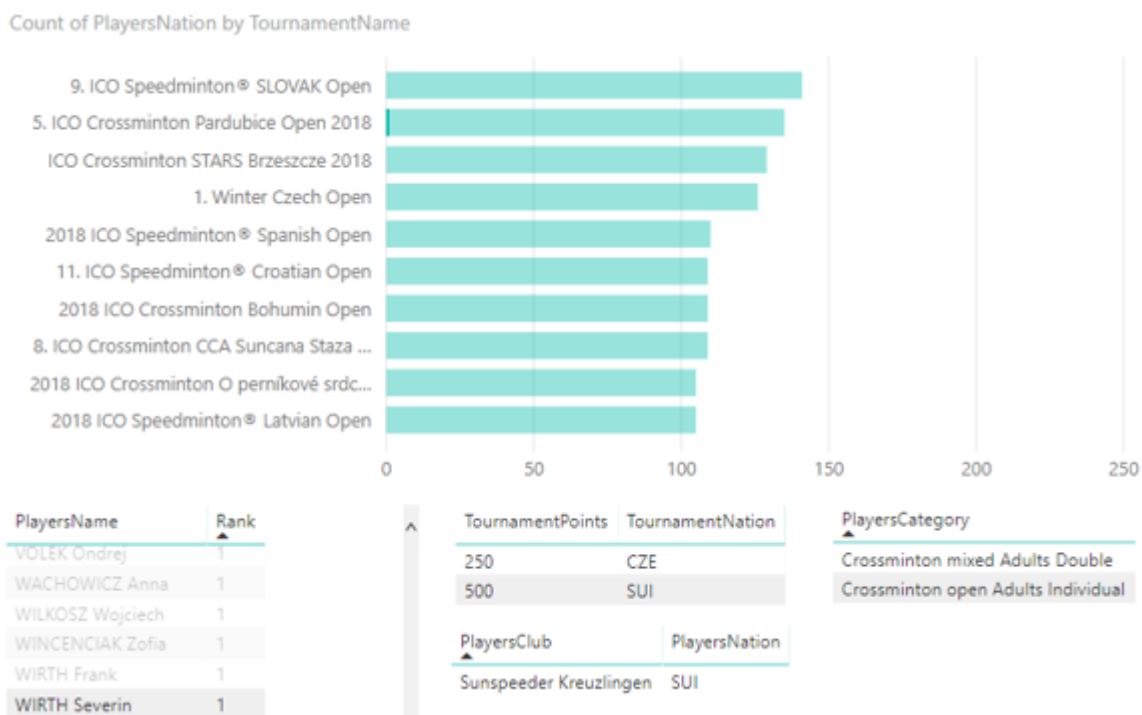 Count of PlayersNation by TournamentName
9. ICO Speedminton® SLOVAK Open
5. ICO Crossminton Pardubice Open 2018
ICO Crossminton STARS Brzeszcze 2018
1. Winter Czech Open
2018 ICO Speedminton® Spanish Open
11. ICO Speedminton® Croatian Open
2018 ICO Crossminton Bohumin Open
8. ICO Crossminton CCA Suncana Staza ...
2018 ICO Crossminton O perníkové srdc...
2018 ICO Speedminton® Latvian Open
0 50 100 150 200 250
PlayersName Rank
VOLEK Ondrej 1
WACHOWICZ Anna 1
WILKOSZ Wojciech 1
WINCENCIAK Zofia 1
WIRTH Frank 1
WIRTH Severin 1
TournamentPoints TournamentNation
250 CZE
500 SUI
PlayersClub PlayersNation
Sunspeeder Kreuzlingen SUI
PlayersCategory
Crossminton mixed Adults Double
Crossminton open Adults Individual